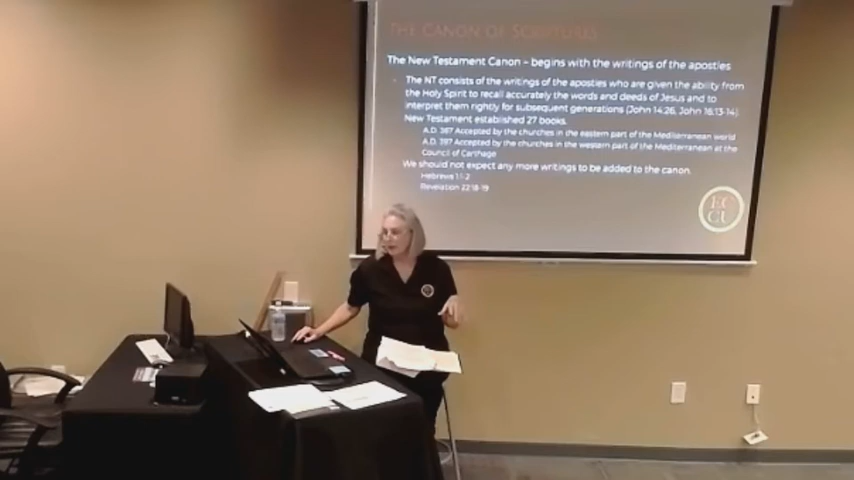 THE CANON OF SCRIPTURES
The New Testament Canon – begins with the writings of the apostles
The NT consists of the writings of the apostles who are given the ability from
the Holy Spirit to recall accurately the words and deeds of Jesus and to
interpret them rightly for subsequent generations (John 14:26, John 16:13-14)
New Testament established 27 books.
A.D. 367 Accepted by the churches in the eastern part of the Mediterranean world
A.D. 397 Accepted by the churches in the western part of the Mediterranean at the
Council of Carthage
We should not expect any more writings to be added to the canon.
Hebrews 1:1-2
Revelation 22:18-19
EC
CU